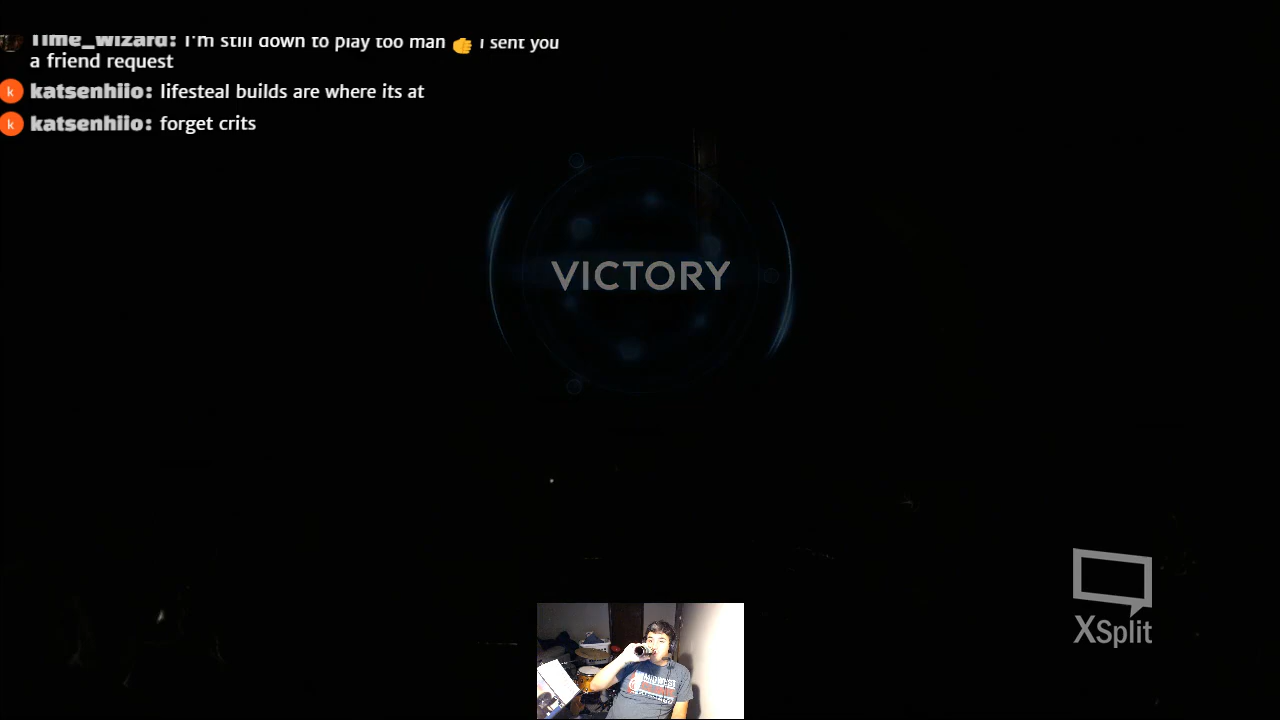 Time_wizard: I'm still down to play too man 👊 I sent you
a friend request
k katsenhiio: lifesteal builds are where its at
k katsenhiio: forget crits
VICTORY
XSplit